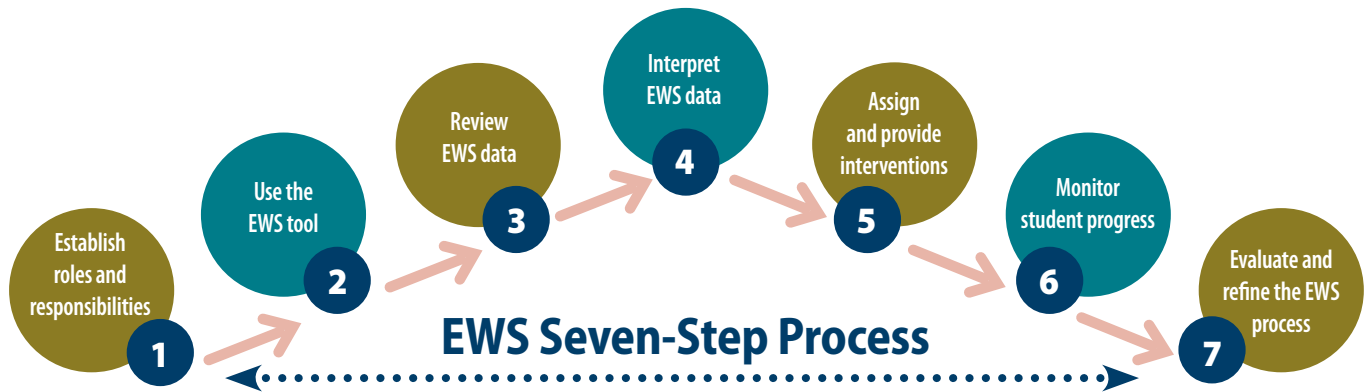 Establish
roles and
responsibilities
1
Use the
EWS tool
2
Review
EWS data
3
Interpret
EWS data
4
Assign
and provide
interventions
5
Monitor
student progress
6
Evaluate and
refine the EWS
process
7
EWS Seven-Step Process